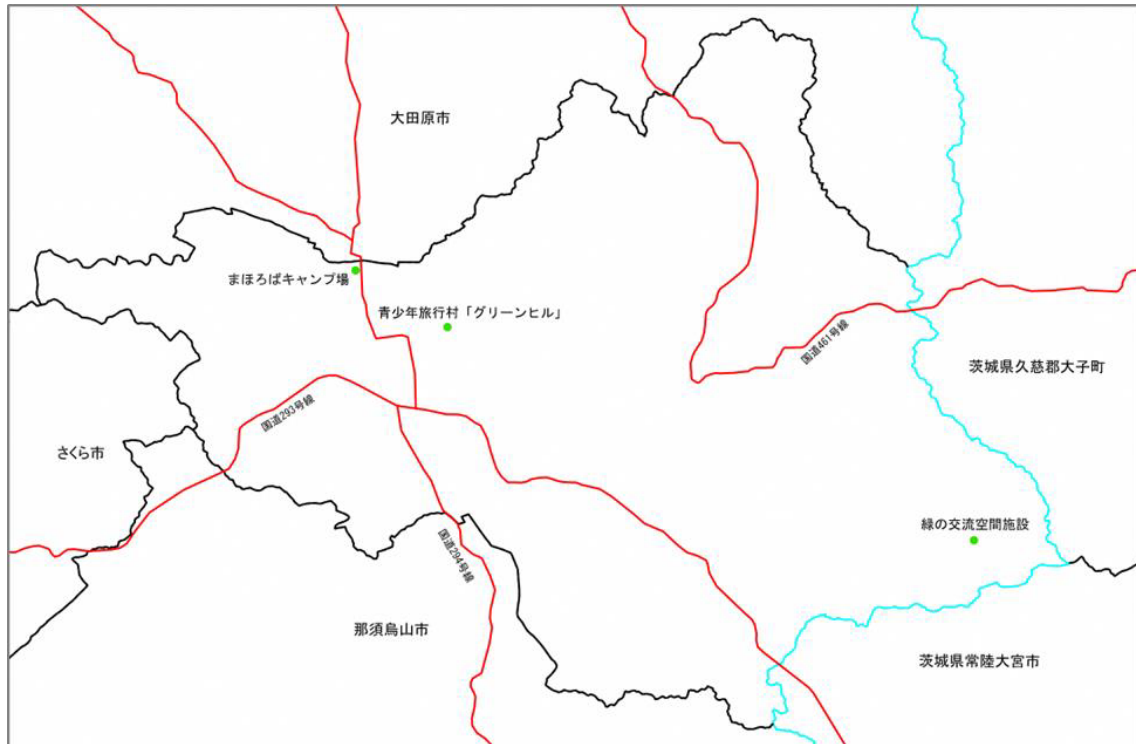 大田原市
まほろばキャンプ場
青少年旅行村「グリーンヒル」
国道461号線
茨城県久慈郡大子町
国道293号線
さくら市
緑の交流空間施設
国道294号線
那須烏山市
茨城県常陸大宮市